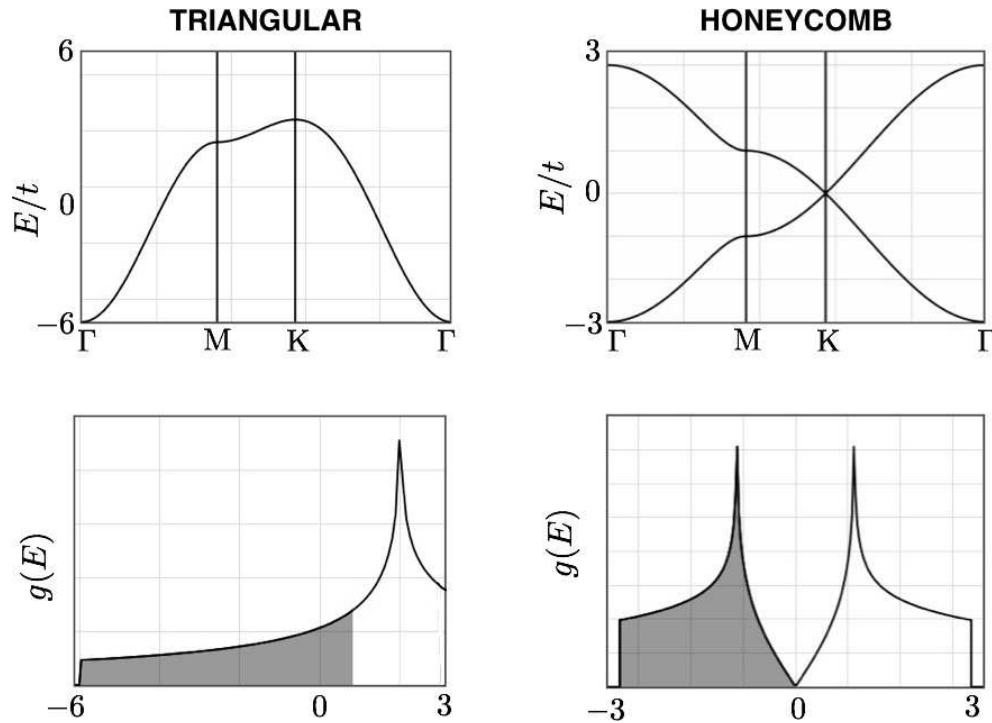 TRIANGULAR
6
E/t
0
−6
Γ M K Γ
HONEYCOMB
3
E/t
0
−3
Γ M K Γ
g(E)
−6 0 3
g(E)
−3 0 3